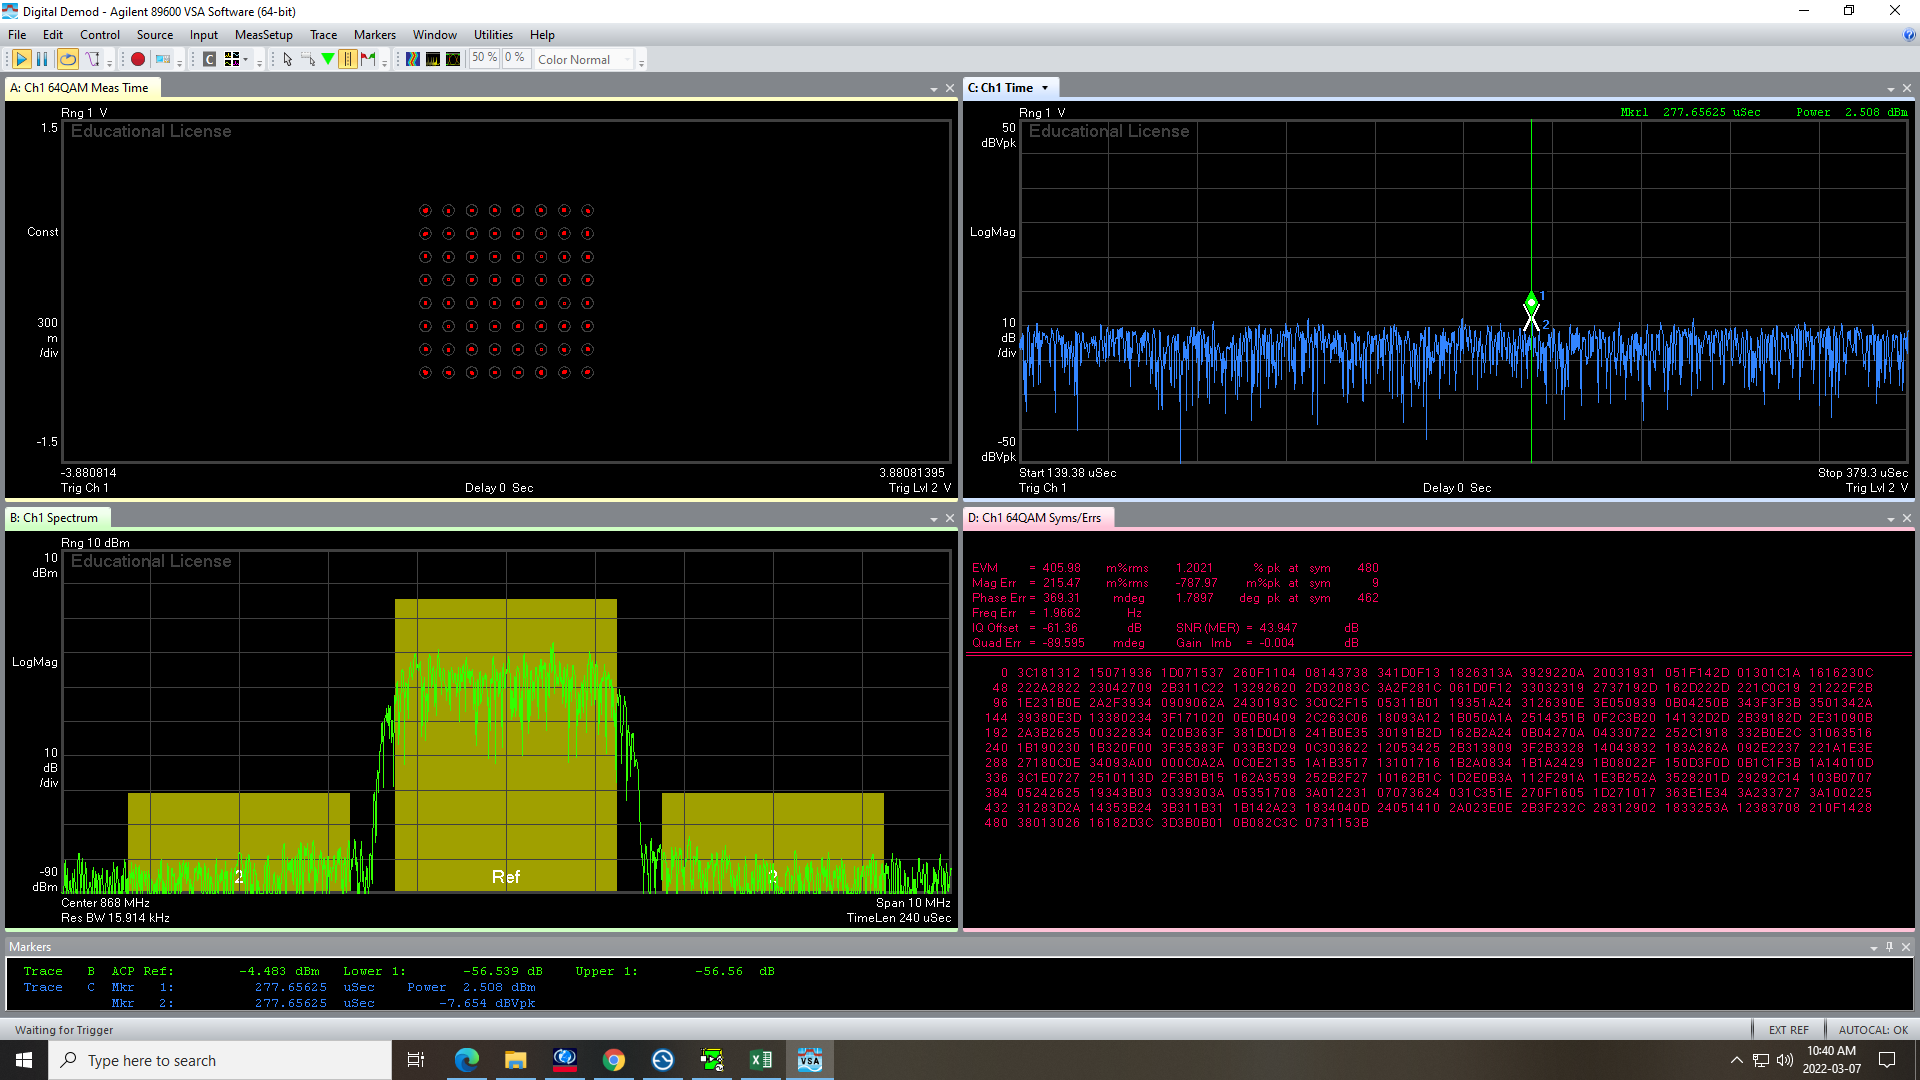 Digital Demod - Agilent 89600 VSA Software (64-bit)
File Edit Control Source Input MeasSetup Trace Markers Window Utilities Help
C 50 % 0 % Color Normal
A: Ch1 64QAM Meas Time
Rng 1 V
1.5
Educational License
Const
300
m
/div
-1.5
-3.880814 3.88081395
Trig Ch 1 Delay 0 Sec Trig Lvl 2 V
C: Ch1 Time
Rng 1 V Mkr1 277.65625 uSec Power 2.508 dBm
50
dBVpk
Educational License
LogMag
1
2
10
dB
/div
-50
dBVpk
Start 139.38 uSec Stop 379.3 uSec
Trig Ch 1 Delay 0 Sec Trig Lvl 2 V
B: Ch1 Spectrum
Rng 10 dBm
10
dBm
Educational License
LogMag
10
dB
/div
-90
dBm
2 Ref 2
Center 868 MHz Span 10 MHz
Res BW 15.914 kHz TimeLen 240 uSec
D: Ch1 64QAM Syms/Errs
EVM = 405.98 m%rms 1.2021 % pk at sym 480
Mag Err = 215.47 m%rms -787.97 m%pk at sym 9
Phase Err = 369.31 mdeg 1.7897 deg pk at sym 462
Freq Err = 1.9662 Hz
IQ Offset = -61.36 dB SNR(MER) = 43.947 dB
Quad Err = -89.595 mdeg Gain Imb = -0.004 dB
0 3C181312 15071936 1D071537 260F1104 08143738 341D0F13 1826313A 3929220A 20031931 051F142D 01301C1A 1616230C
48 222A2822 23042709 2B311C22 13292620 2D32083C 3A2F281C 061D0F12 33032319 2737192D 162D222D 221C0C19 21222F2B
96 1E231B0E 2A2F3934 0909062A 2430193C 3C0C2F15 05311B01 19351A24 3126390E 3E050939 0B04250B 343F3F3B 3501342A
144 39380E3D 13380234 3F171020 0E0B0409 2C263C06 18093A12 1B050A1A 2514351B 0F2C3B20 14132D2D 2B39182D 2E31090B
192 2A3B2625 00322834 020B363F 381D0D18 241B0E35 30191B2D 162B2A24 0B04270A 04330722 252C1918 332B0E2C 31063516
240 1B190230 1B320F00 3F35383F 033B3D29 0C303622 12053425 2B313809 3F2B3328 14043832 183A262A 092E2237 221A1E3E
288 27180C0E 34093A00 000C0A2A 0C0E2135 1A1B3517 13101716 1B2A0834 1B1A2429 1B08022F 150D3F0D 0B1C1F3B 1A14010D
336 3C1E0727 2510113D 2F3B1B15 162A3539 252B2F27 10162B1C 1D2E0B3A 112F291A 1E3B252A 3528201D 29292C14 103B0707
384 05242625 19343B03 0339303A 05351708 3A012231 07073624 031C351E 270F1605 1D271017 363E1E34 3A233727 3A100225
432 31283D2A 14353B24 3B311B31 1B142A23 1834040D 24051410 2A023E0E 2B3F232C 28312902 1833253A 12383708 210F1428
480 38013026 16182D3C 3D3B0B01 0B082C3C 0731153B
Markers
Trace B ACP Ref: -4.483 dBm Lower 1: -56.539 dB Upper 1: -56.56 dB
Trace C Mkr 1: 277.65625 uSec Power 2.508 dBm
Mkr 2: 277.65625 uSec -7.654 dBVpk
Waiting for Trigger EXT REF AUTOCAL: OK
Type here to search VSA
10:40 AM
2022-03-07